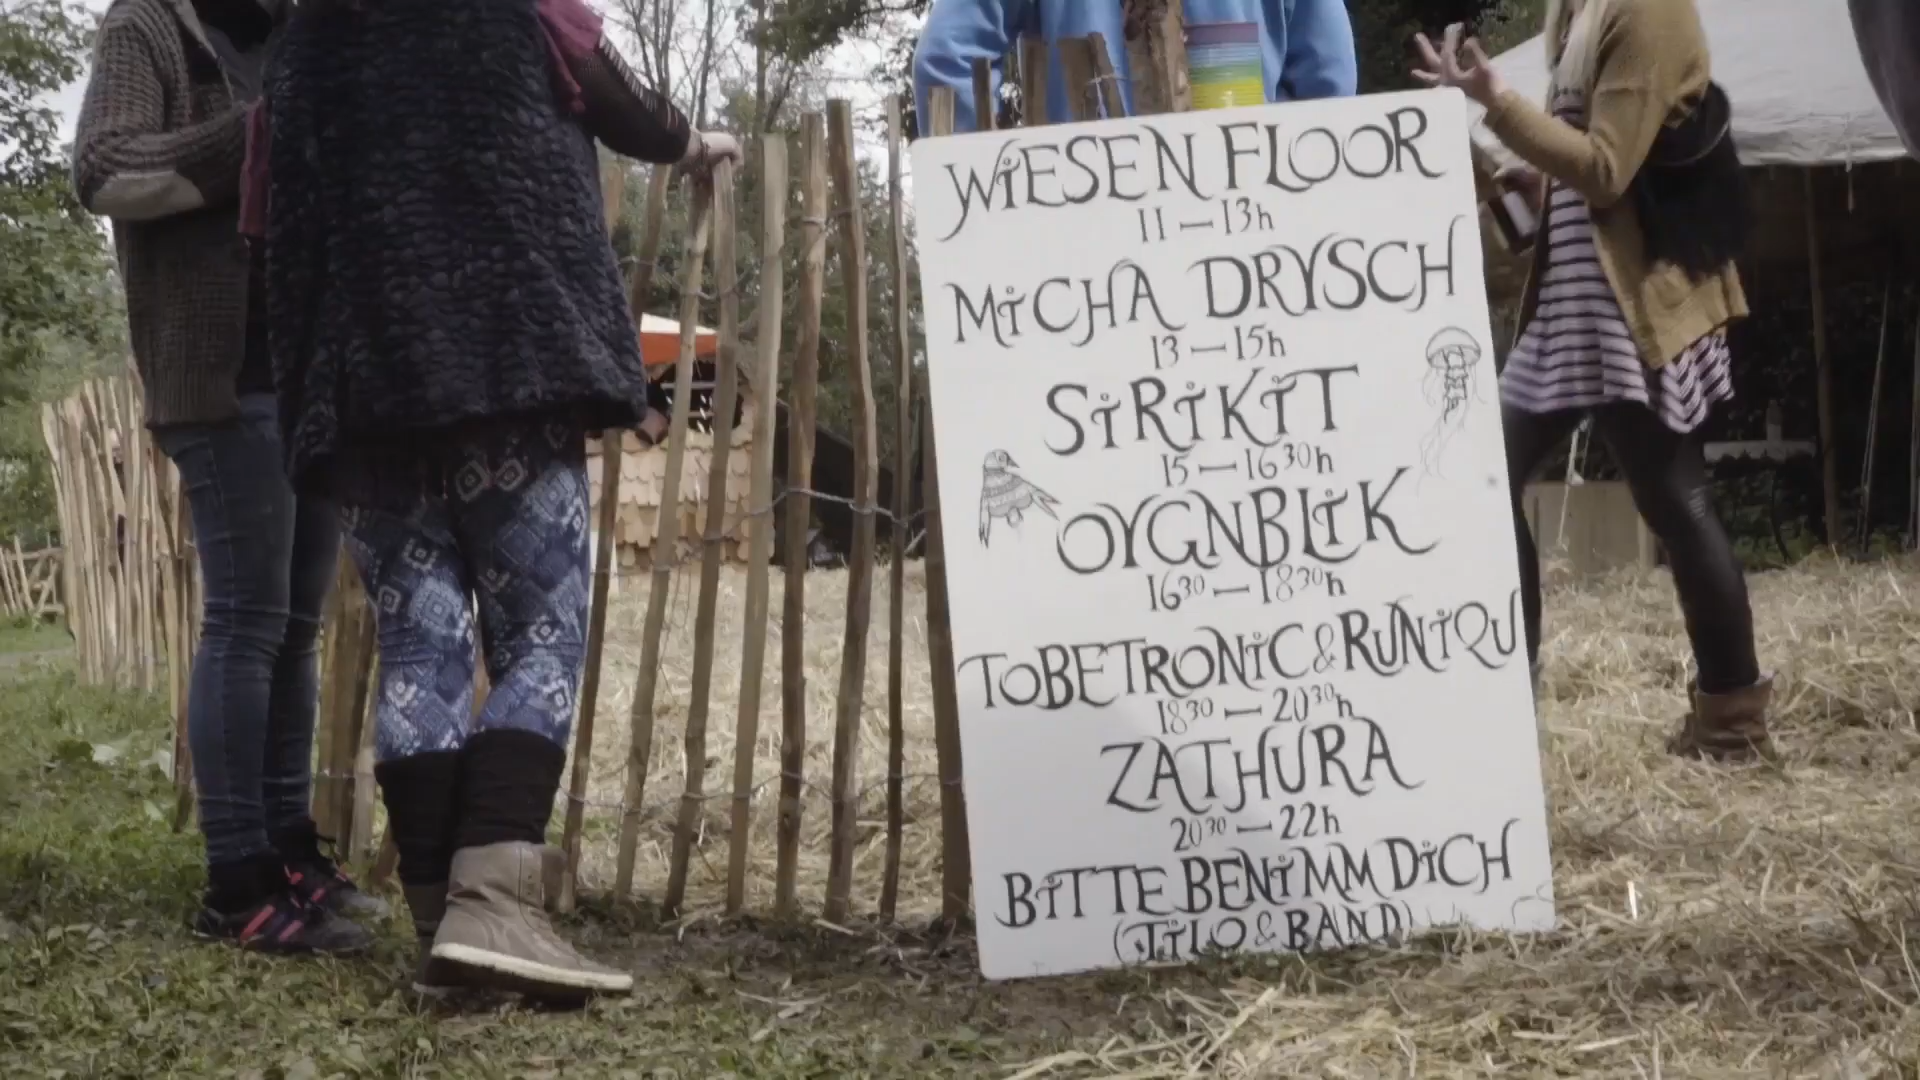 WiESEN FLOOR
11 — 13h
MiCHA DRYSCH
13 — 15h
SiRiKiT
15 — 16³⁰h
OYGNBLiK
16³⁰ — 18³⁰h
TOBETRONiC & RUNiQU
18³⁰ — 20³⁰h
ZATHURA
20³⁰ — 22h
BiTTE BENiMM DiCH
(TiLO & BAND)